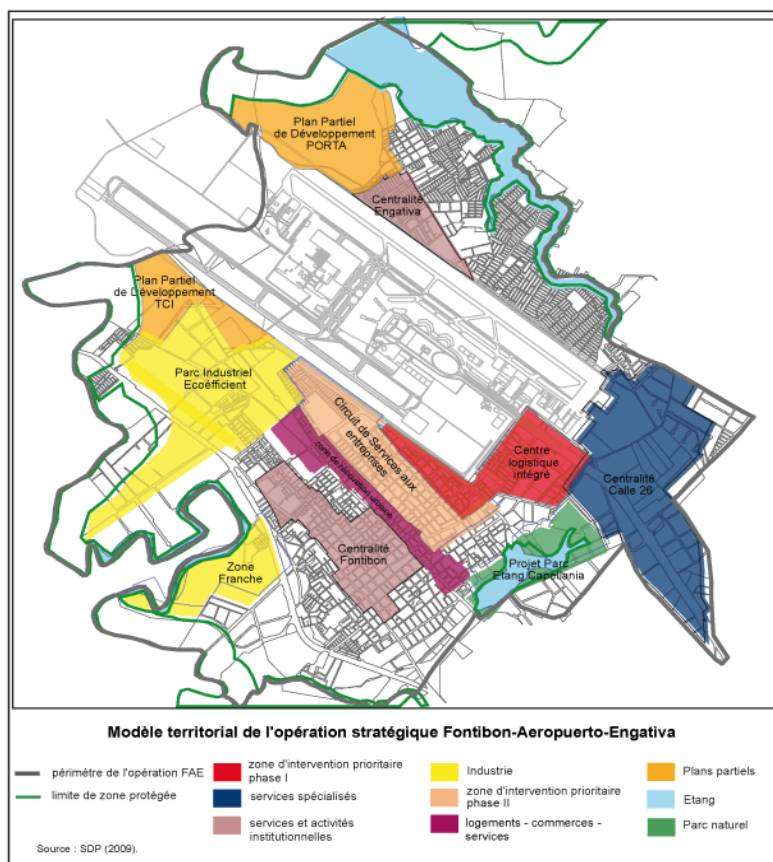 Plan Partiel
de Développement
PORTA
Centralité
Engativa
Plan Partiel
de Développement
TCI
Parc Industriel
Ecoéfficient
Circuit de Services aux
entreprises
zone de rénovation urbaine
Centre
logistique
intégré
Centralité
Calle 26
Centralité
Fontibon
Zone
Franche
Projet Parc
Etang Capellania
Modèle territorial de l'opération stratégique Fontibon-Aeropuerto-Engativa
périmètre de l'opération FAE
limite de zone protégée
zone d'intervention prioritaire
phase I
services spécialisés
services et activités
institutionnelles
Industrie
zone d'intervention prioritaire
phase II
logements - commerces -
services
Plans partiels
Etang
Parc naturel
Source : SDP (2009).